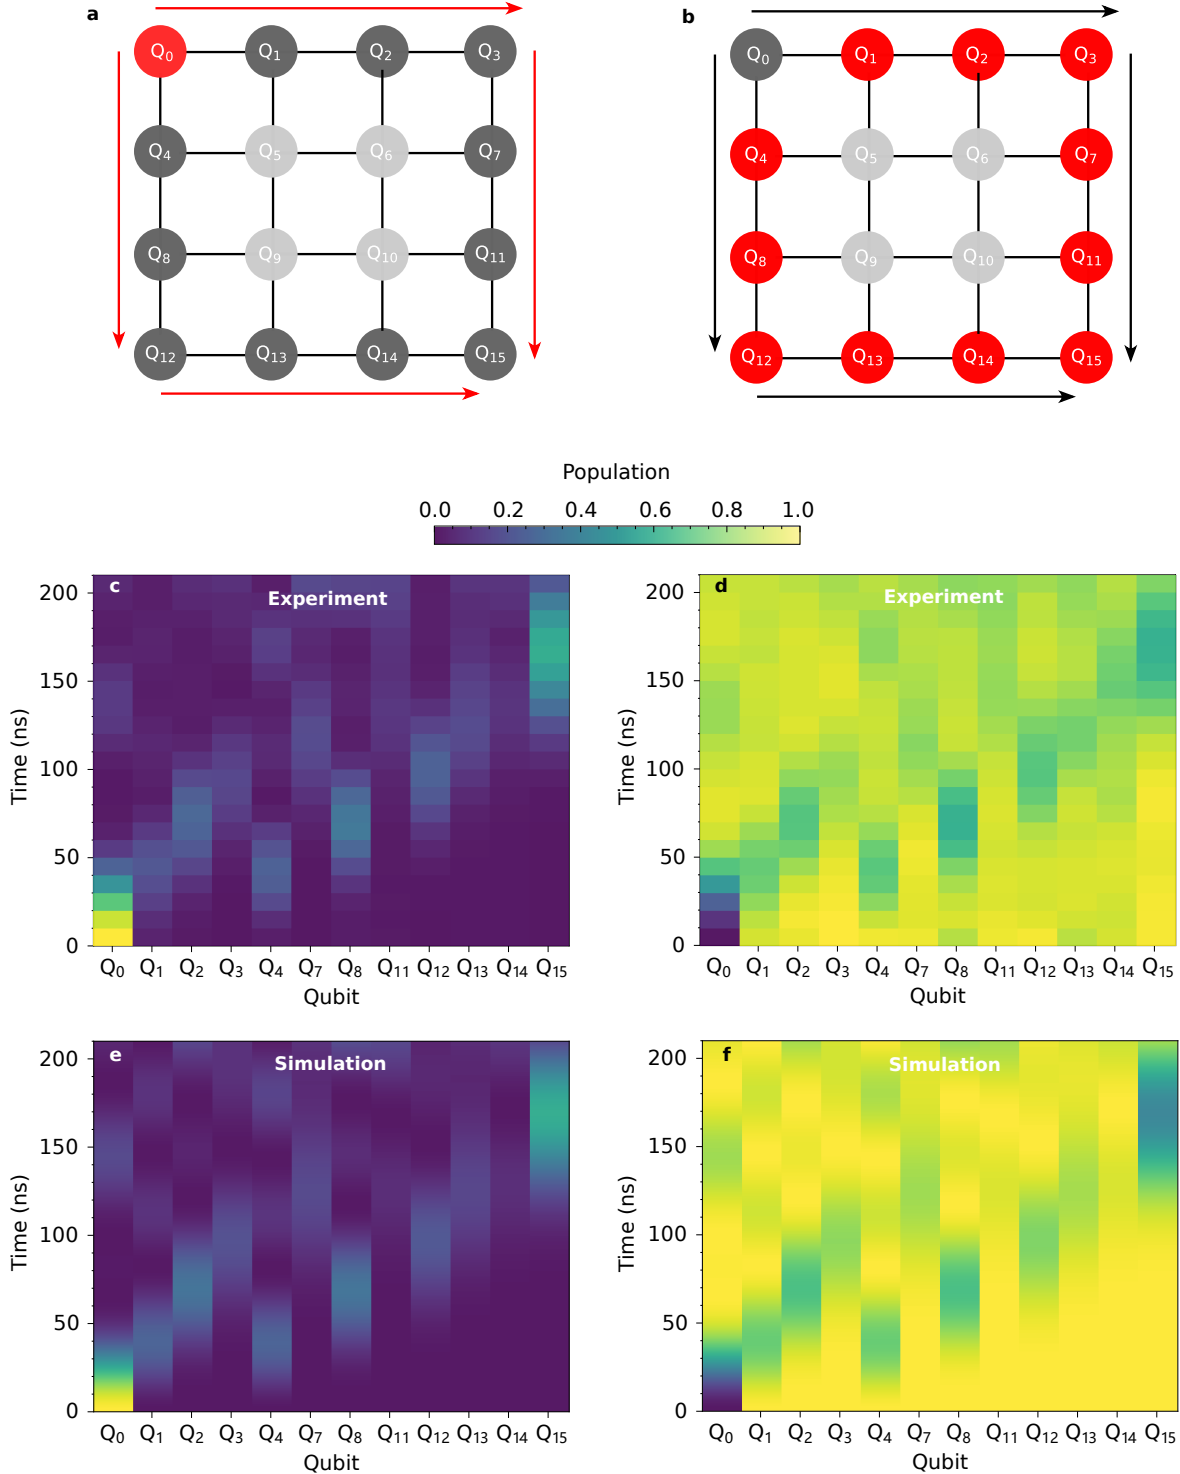 a
b
Q0 Q1 Q2 Q3
Q4 Q5 Q6 Q7
Q8 Q9 Q10 Q11
Q12 Q13 Q14 Q15
Q0 Q1 Q2 Q3
Q4 Q5 Q6 Q7
Q8 Q9 Q10 Q11
Q12 Q13 Q14 Q15
Population
0.0 0.2 0.4 0.6 0.8 1.0
c
Experiment
Time (ns)
200
150
100
50
0
Q0 Q1 Q2 Q3 Q4 Q7 Q8 Q11 Q12 Q13 Q14 Q15
Qubit
d
Experiment
Time (ns)
200
150
100
50
0
Q0 Q1 Q2 Q3 Q4 Q7 Q8 Q11 Q12 Q13 Q14 Q15
Qubit
e
Simulation
Time (ns)
200
150
100
50
0
Q0 Q1 Q2 Q3 Q4 Q7 Q8 Q11 Q12 Q13 Q14 Q15
Qubit
f
Simulation
Time (ns)
200
150
100
50
0
Q0 Q1 Q2 Q3 Q4 Q7 Q8 Q11 Q12 Q13 Q14 Q15
Qubit